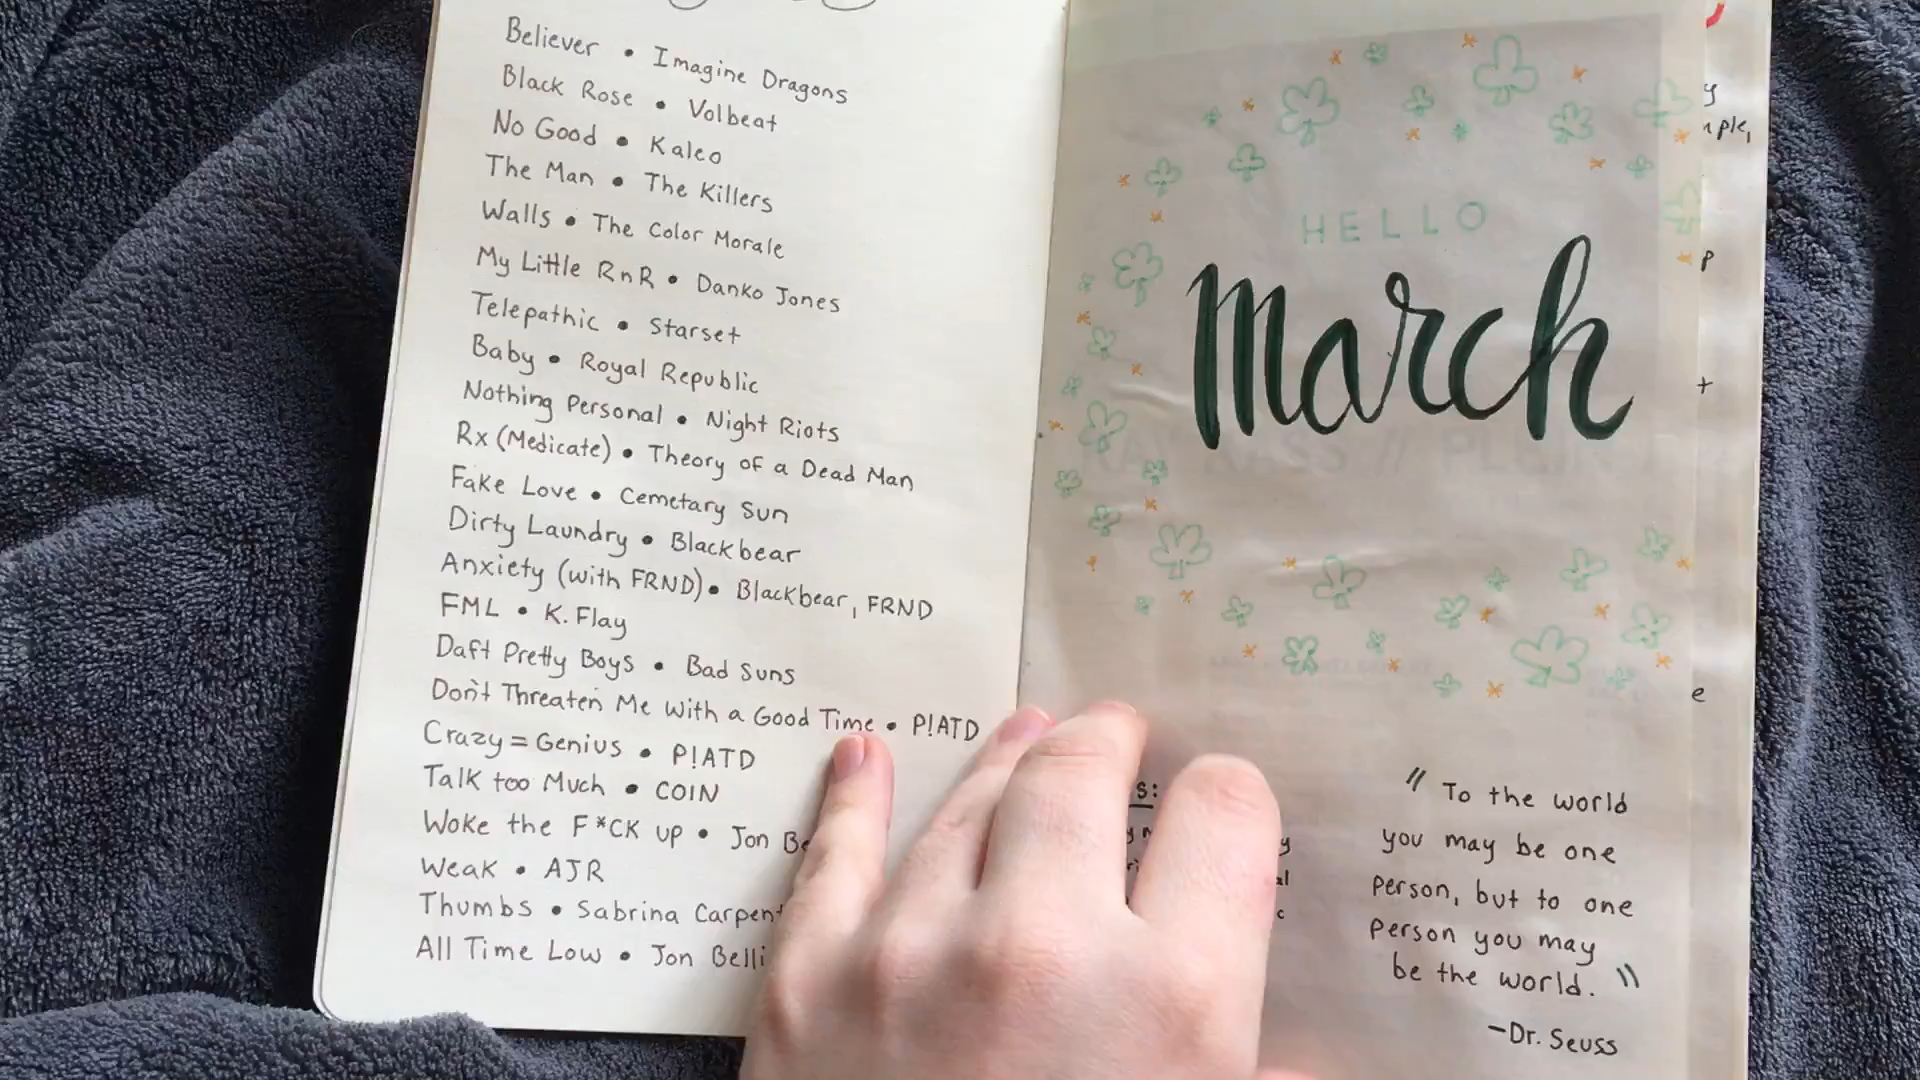 Believer • Imagine Dragons
Black Rose • Volbeat
No Good • Kaleo
The Man • The Killers
Walls • The Color Morale
My Little RnR • Danko Jones
Telepathic • Starset
Baby • Royal Republic
Nothing Personal • Night Riots
Rx (Medicate) • Theory of a Dead Man
Fake Love • Cemetary Sun
Dirty Laundry • Blackbear
Anxiety (with FRND) • Blackbear, FRND
FML • K. Flay
Daft Pretty Boys • Bad Suns
Don't Threaten Me With a Good Time • P!ATD
Crazy = Genius • P!ATD
Talk too Much • COIN
Woke the F*CK up • Jon Be
Weak • AJR
Thumbs • Sabrina Carpent
All Time Low • Jon Belli
HELLO
March
" To the world
you may be one
person, but to one
person you may
be the world. "
-Dr. Seuss